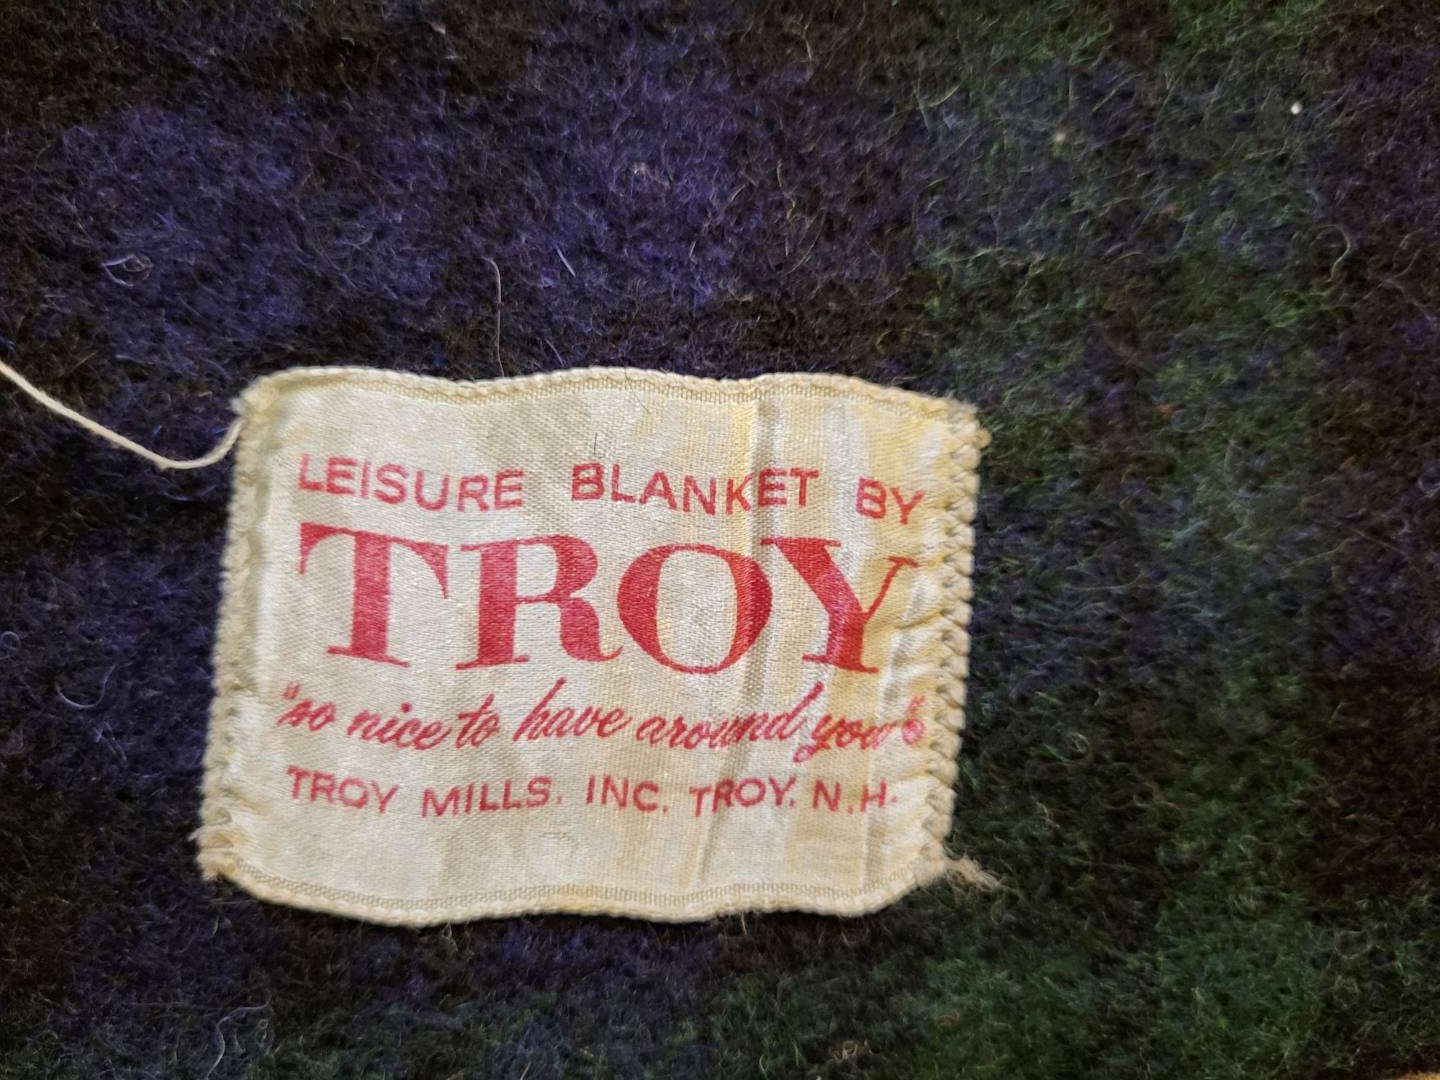 LEISURE BLANKET BY
TROY
"so nice to have around you"®
TROY MILLS. INC. TROY. N.H.